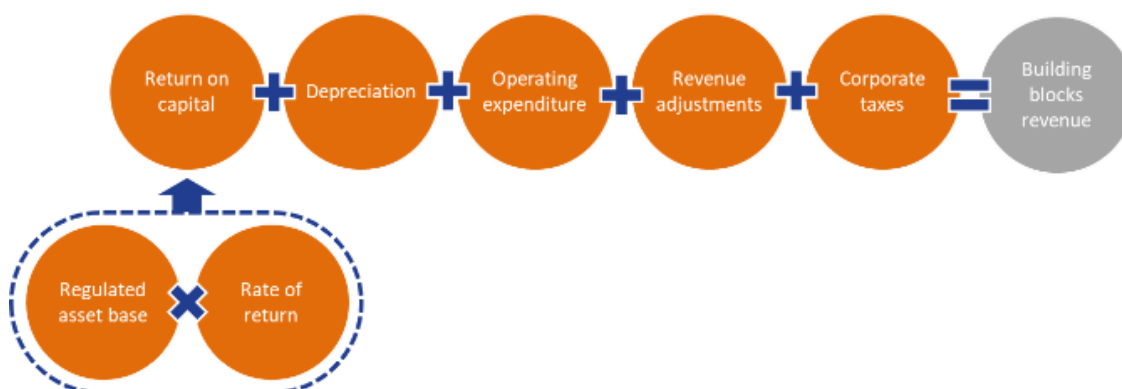 Return on
capital
Depreciation
Operating
expenditure
Revenue
adjustments
Corporate
taxes
Building
blocks
revenue
Regulated
asset base
Rate of
return